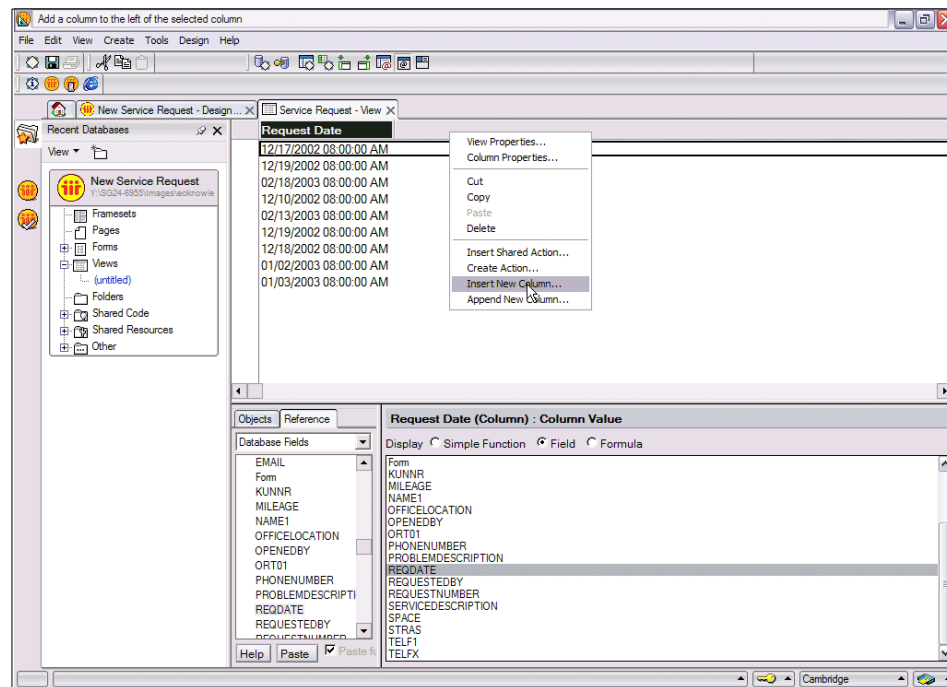 Add a column to the left of the selected column
File Edit View Create Tools Design Help
New Service Request - Design...
Service Request - View
Recent Databases
View
New Service Request
Y:\SG24-6955\Images\ecknowle
Framesets
Pages
Forms
Views
(untitled)
Folders
Shared Code
Shared Resources
Other
Request Date
12/17/2002 08:00:00 AM
12/19/2002 08:00:00 AM
02/18/2003 08:00:00 AM
12/10/2002 08:00:00 AM
02/13/2003 08:00:00 AM
12/19/2002 08:00:00 AM
12/18/2002 08:00:00 AM
01/02/2003 08:00:00 AM
01/03/2003 08:00:00 AM
View Properties...
Column Properties...
Cut
Copy
Paste
Delete
Insert Shared Action...
Create Action...
Insert New Column...
Append New Column...
Objects Reference
Database Fields
EMAIL
Form
KUNNR
MILEAGE
NAME1
OFFICELOCATION
OPENEDBY
ORT01
PHONENUMBER
PROBLEMDESCRIPTI
REQDATE
REQUESTEDBY
REQUESTNUMBER
Help Paste Paste fu
Request Date (Column) : Column Value
Display Simple Function Field Formula
Form
KUNNR
MILEAGE
NAME1
OFFICELOCATION
OPENEDBY
ORT01
PHONENUMBER
PROBLEMDESCRIPTION
REQDATE
REQUESTEDBY
REQUESTNUMBER
SERVICEDESCRIPTION
SPACE
STRAS
TELF1
TELFX
Cambridge